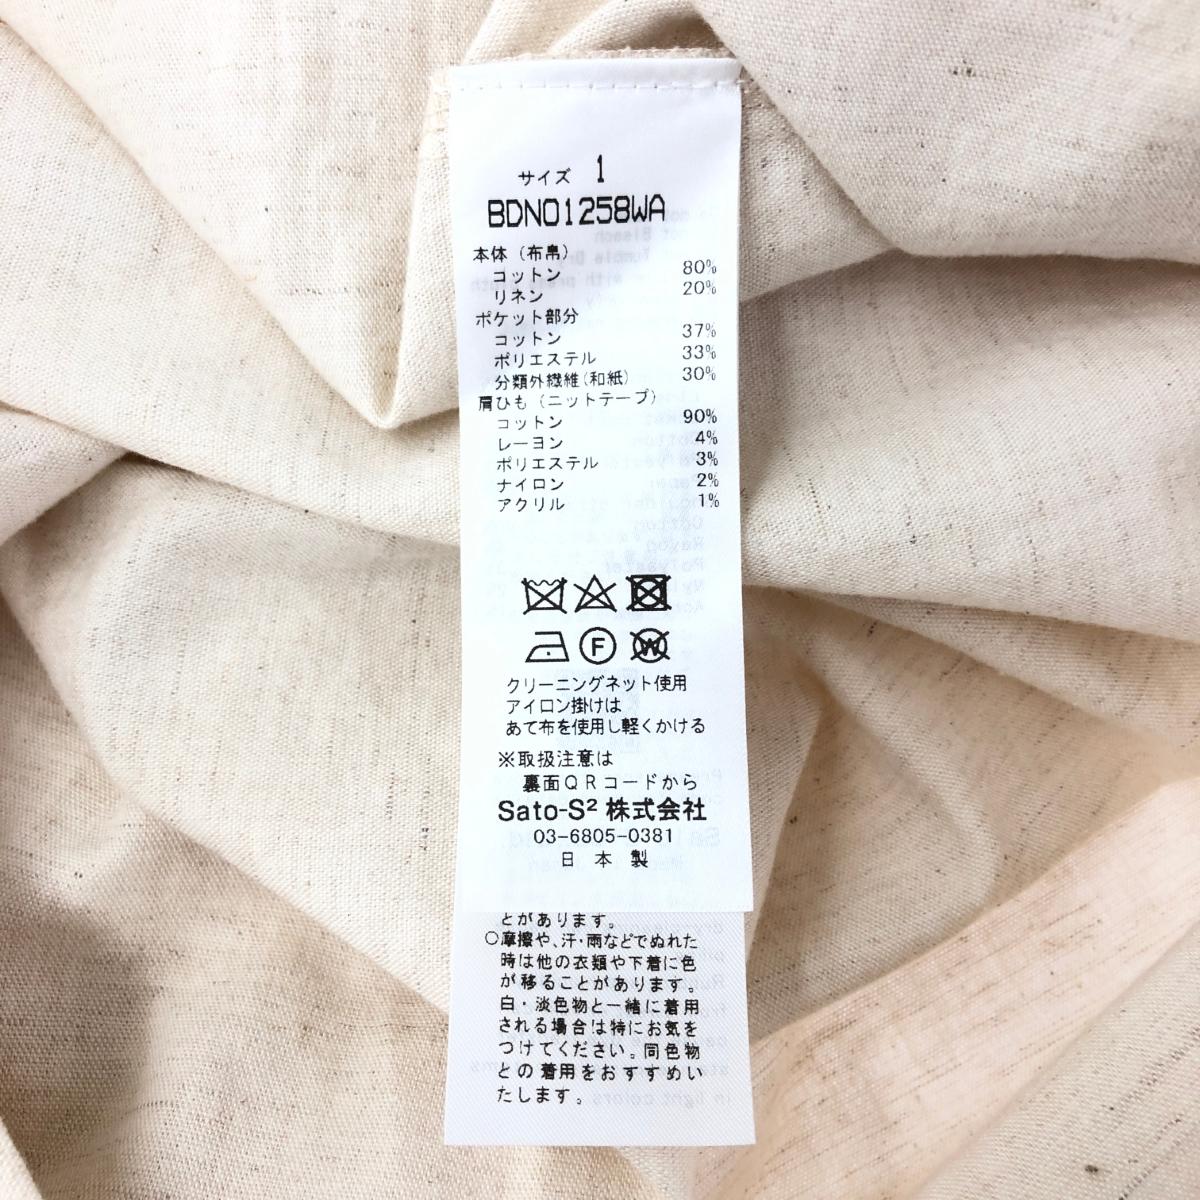 サイズ 1
BDN01258WA
本体（布帛）
コットン 80%
リネン 20%
ポケット部分
コットン 37%
ポリエステル 33%
分類外繊維(和紙) 30%
肩ひも（ニットテープ）
コットン 90%
レーヨン 4%
ポリエステル 3%
ナイロン 2%
アクリル 1%
F W
クリーニングネット使用
アイロン掛けは
あて布を使用し軽くかける
※取扱注意は
裏面QRコードから
Sato-S² 株式会社
03-6805-0381
日本製
とがあります。
○摩擦や、汗・雨などでぬれた
時は他の衣類や下着に色
が移ることがあります。
白・淡色物と一緒に着用
される場合は特にお気を
つけてください。同色物
との着用をおすすめい
たします。